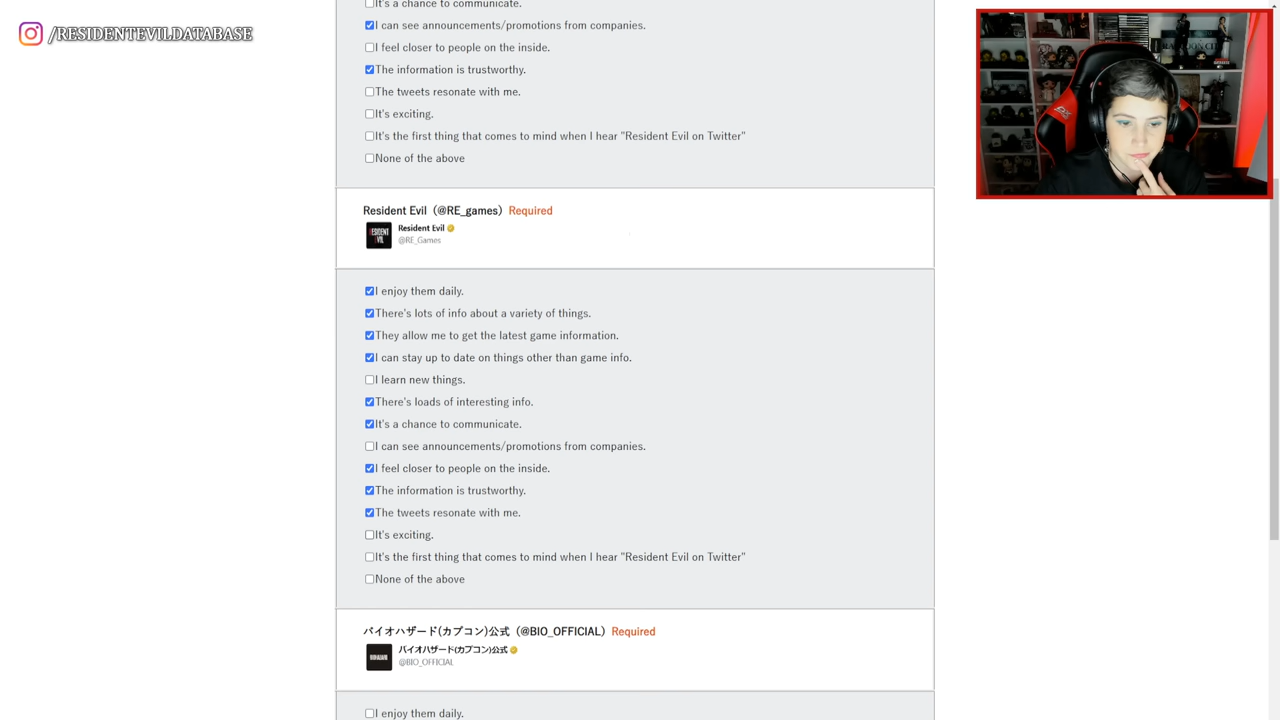 /RESIDENTEVILDATABASE
It's a chance to communicate.
I can see announcements/promotions from companies.
I feel closer to people on the inside.
The information is trustworthy.
The tweets resonate with me.
It's exciting.
It's the first thing that comes to mind when I hear "Resident Evil on Twitter"
None of the above
Resident Evil（@RE_games）Required
Resident Evil
@RE_Games
I enjoy them daily.
There's lots of info about a variety of things.
They allow me to get the latest game information.
I can stay up to date on things other than game info.
I learn new things.
There's loads of interesting info.
It's a chance to communicate.
I can see announcements/promotions from companies.
I feel closer to people on the inside.
The information is trustworthy.
The tweets resonate with me.
It's exciting.
It's the first thing that comes to mind when I hear "Resident Evil on Twitter"
None of the above
バイオハザード(カプコン)公式（@BIO_OFFICIAL）Required
バイオハザード(カプコン)公式
@BIO_OFFICIAL
I enjoy them daily.